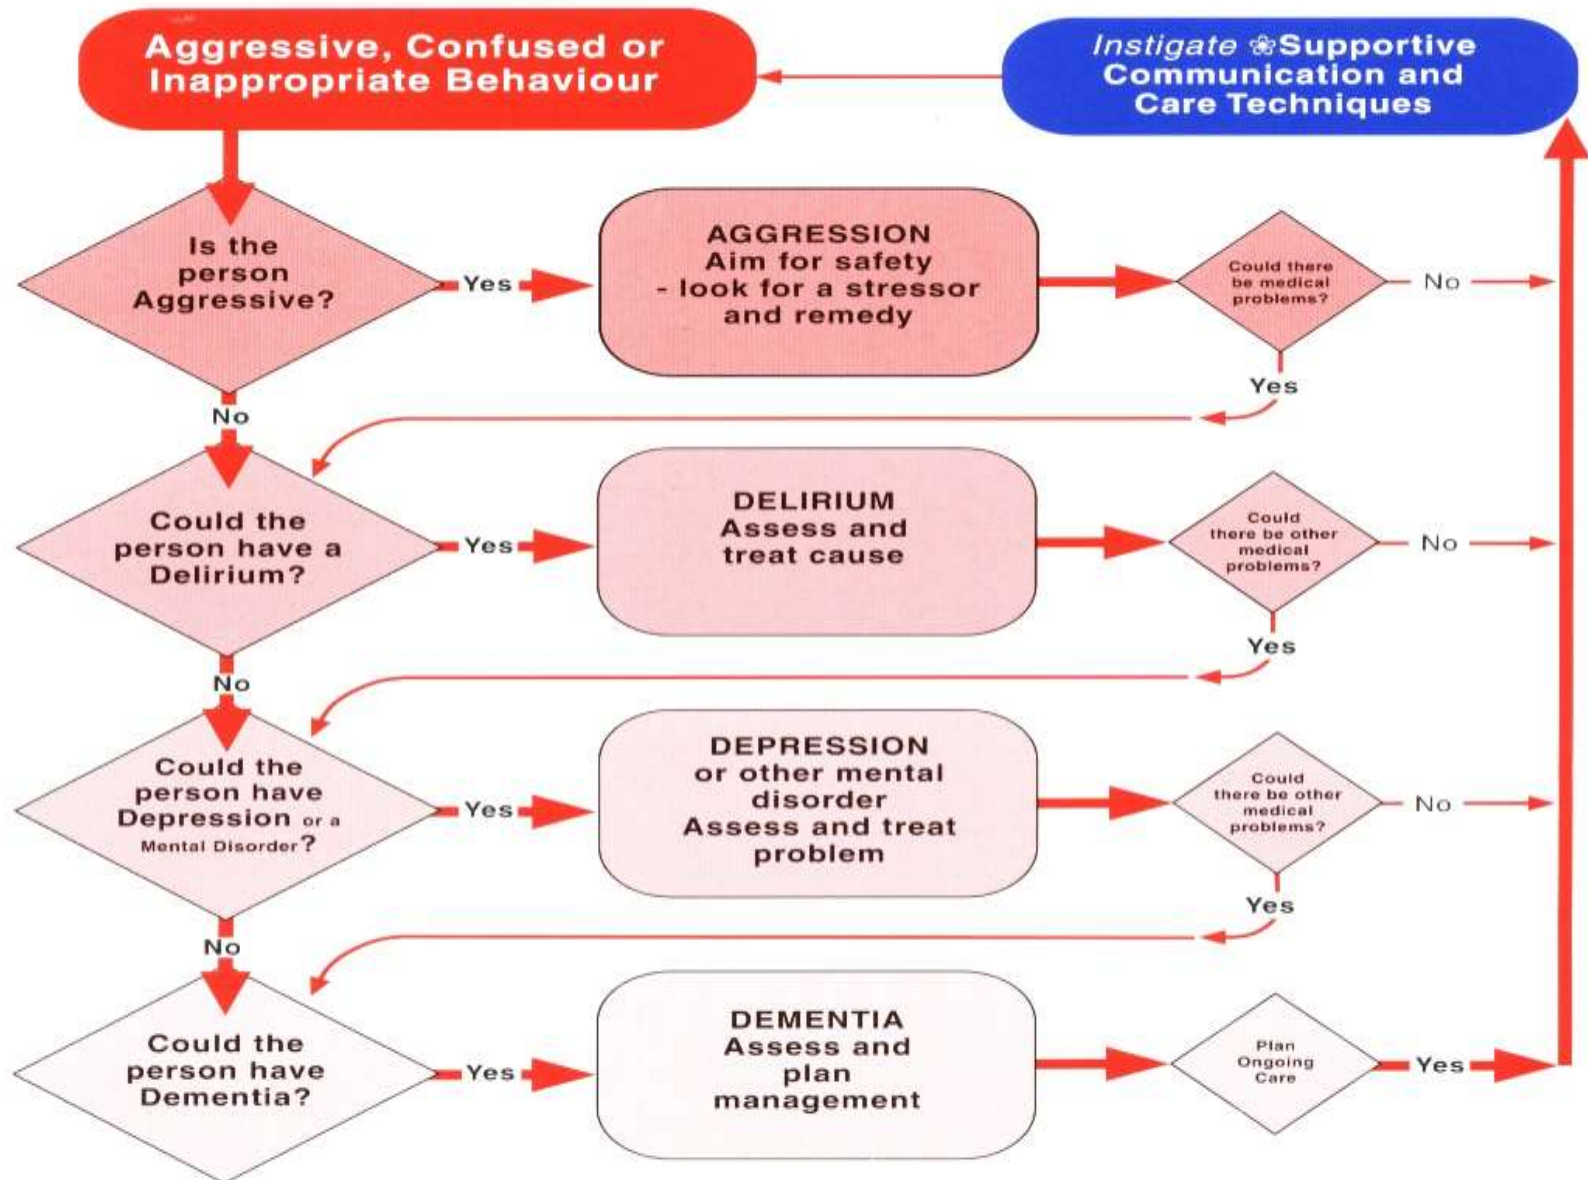 Aggressive, Confused or
Inappropriate Behaviour
Instigate ❀Supportive
Communication and
Care Techniques
Is the
person
Aggressive?
Yes
AGGRESSION
Aim for safety
- look for a stressor
and remedy
Could there
be medical
problems?
No
Yes
No
Could the
person have a
Delirium?
Yes
DELIRIUM
Assess and
treat cause
Could
there be other
medical
problems?
No
Yes
No
Could the
person have
Depression or a
Mental Disorder?
Yes
DEPRESSION
or other mental
disorder
Assess and treat
problem
Could
there be other
medical
problems?
No
Yes
No
Could the
person have
Dementia?
Yes
DEMENTIA
Assess and
plan
management
Plan
Ongoing
Care
Yes